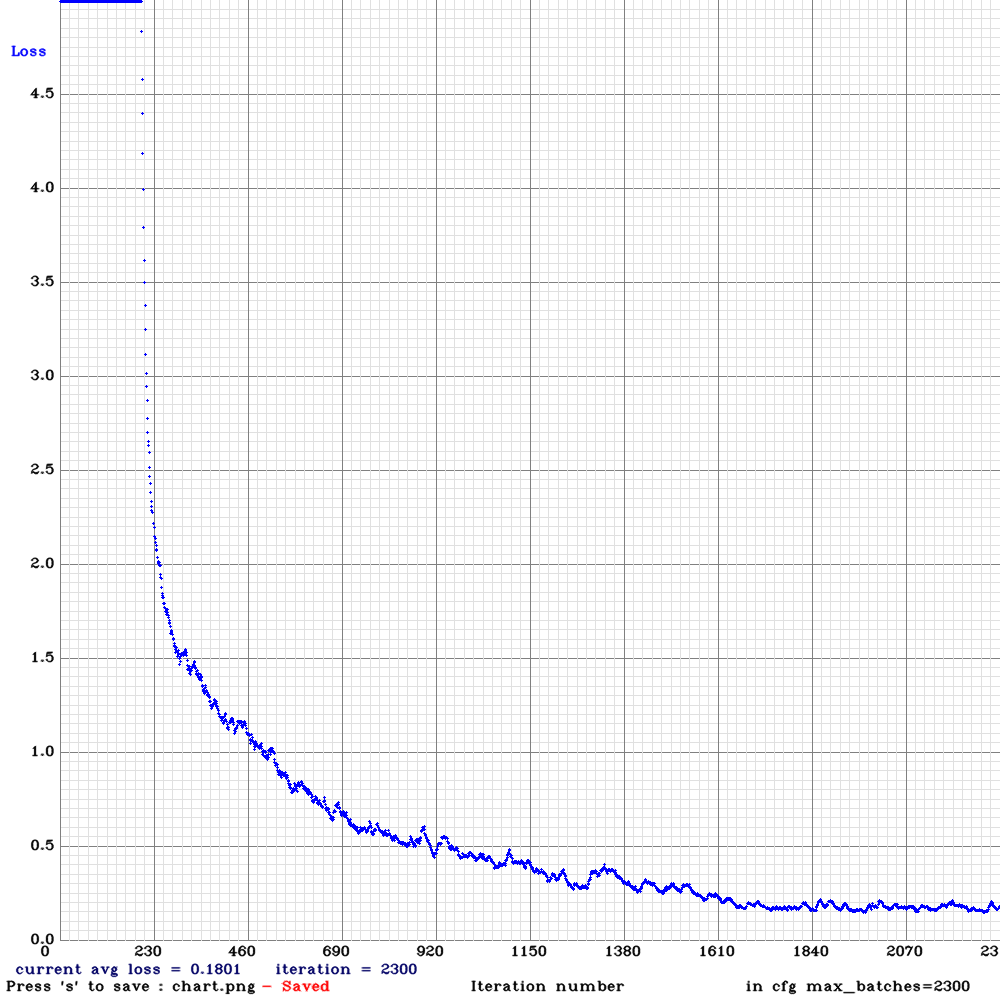 Loss
4.5
4.0
3.5
3.0
2.5
2.0
1.5
1.0
0.5
0.0
0 230 460 690 920 1150 1380 1610 1840 2070 23
current avg loss = 0.1801 iteration = 2300
Press 's' to save : chart.png - Saved Iteration number in cfg max_batches=2300